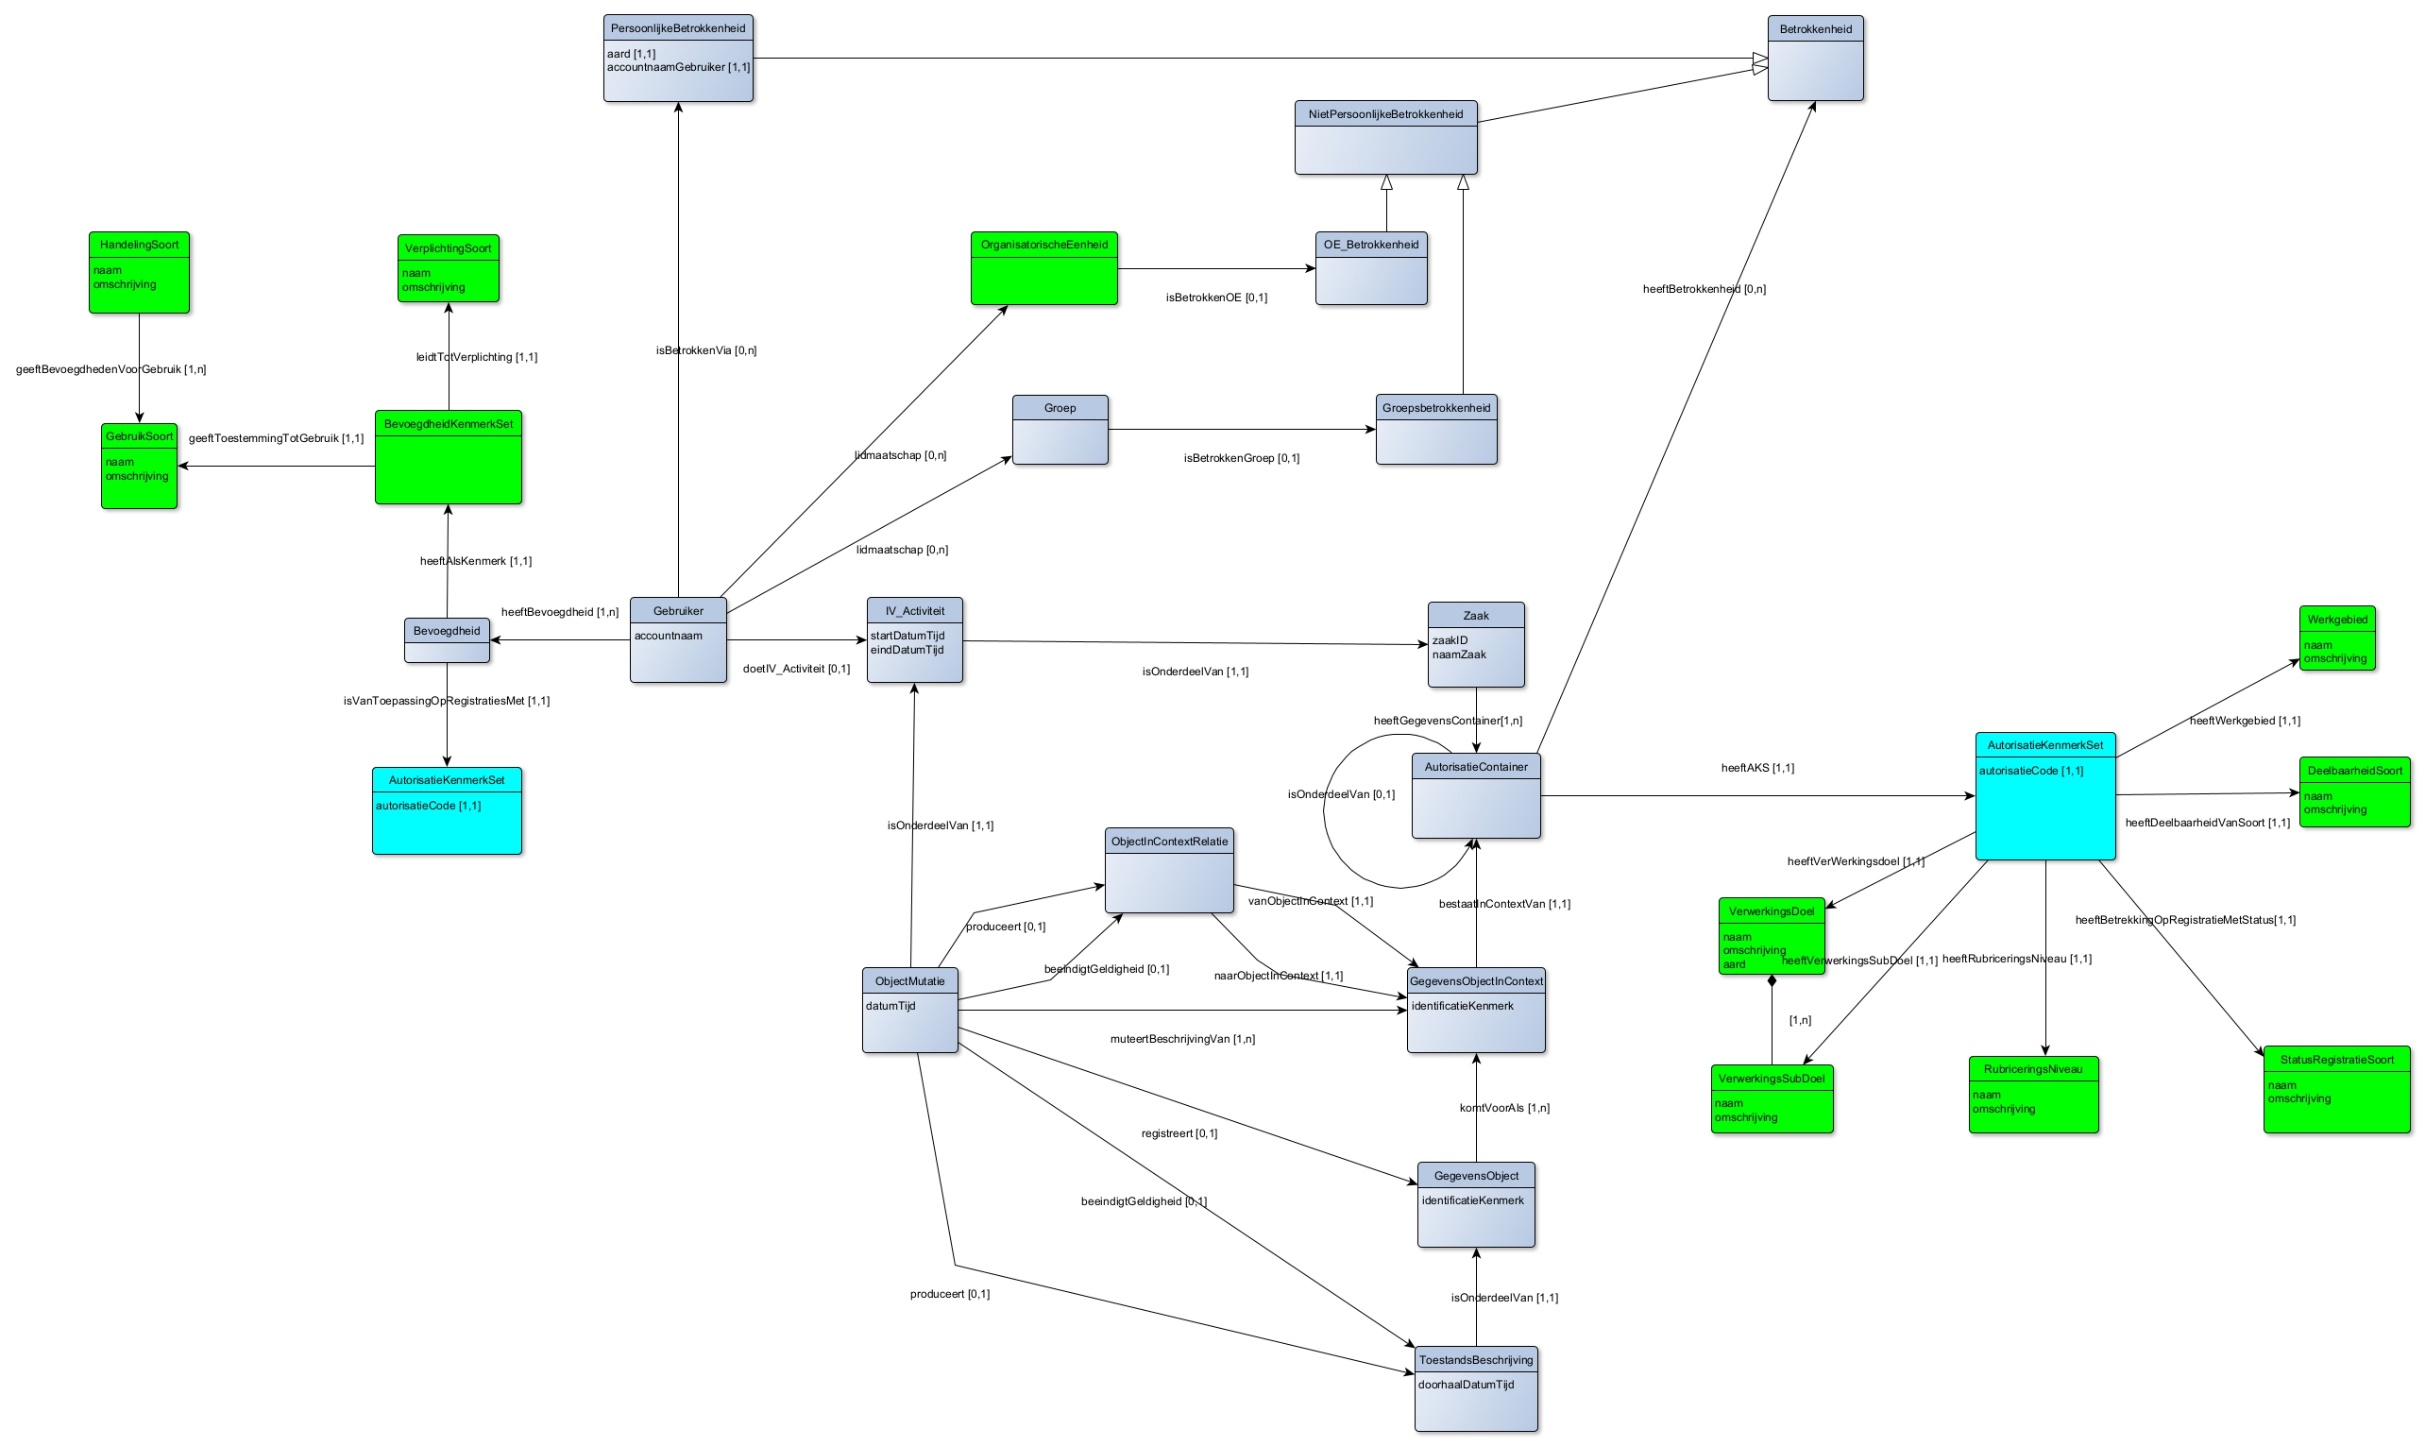 PersoonlijkeBetrokkenheid
aard [1,1]
accountnaamGebruiker [1,1]
Betrokkenheid
NietPersoonlijkeBetrokkenheid
HandelingSoort
naam
omschrijving
VerplichtingSoort
naam
omschrijving
OrganisatorischeEenheid
OE_Betrokkenheid
isBetrokkenOE [0,1]
heeftBetrokkenheid [0,n]
isBetrokkenVia [0,n]
leidtTotVerplichting [1,1]
geeftBevoegdhedenVoorGebruik [1,n]
GebruikSoort
naam
omschrijving
geeftToestemmingTotGebruik [1,1]
BevoegdheidKenmerkSet
Groep
Groepsbetrokkenheid
isBetrokkenGroep [0,1]
lidmaatschap [0,n]
lidmaatschap [0,n]
heeftAlsKenmerk [1,1]
heeftBevoegdheid [1,n]
Bevoegdheid
Gebruiker
accountnaam
IV_Activiteit
startDatumTijd
eindDatumTijd
doetIV_Activiteit [0,1]
isOnderdeelVan [1,1]
Zaak
zaakID
naamZaak
Werkgebied
naam
omschrijving
isVanToepassingOpRegistratiesMet [1,1]
heeftGegevensContainer[1,n]
heeftWerkgebied [1,1]
AutorisatieKenmerkSet
autorisatieCode [1,1]
AutorisatieContainer
isOnderdeelVan [0,1]
heeftAKS [1,1]
AutorisatieKenmerkSet
autorisatieCode [1,1]
DeelbaarheidSoort
naam
omschrijving
heeftDeelbaarheidVanSoort [1,1]
isOnderdeelVan [1,1]
ObjectInContextRelatie
heeftVerWerkingsdoel [1,1]
vanObjectInContext [1,1]
bestaatInContextVan [1,1]
VerwerkingsDoel
naam
omschrijving
aard
heeftBetrekkingOpRegistratieMetStatus[1,1]
produceert [0,1]
heeftVerwerkingsSubDoel [1,1]
heeftRubriceringsNiveau [1,1]
beeindigtGeldigheid [0,1]
naarObjectInContext [1,1]
ObjectMutatie
datumTijd
GegevensObjectInContext
identificatieKenmerk
[1,n]
muteertBeschrijvingVan [1,n]
VerwerkingsSubDoel
naam
omschrijving
RubriceringsNiveau
naam
omschrijving
StatusRegistratieSoort
naam
omschrijving
komtVoorAls [1,n]
registreert [0,1]
GegevensObject
identificatieKenmerk
beeindigtGeldigheid [0,1]
produceert [0,1]
isOnderdeelVan [1,1]
ToestandsBeschrijving
doorhaalDatumTijd